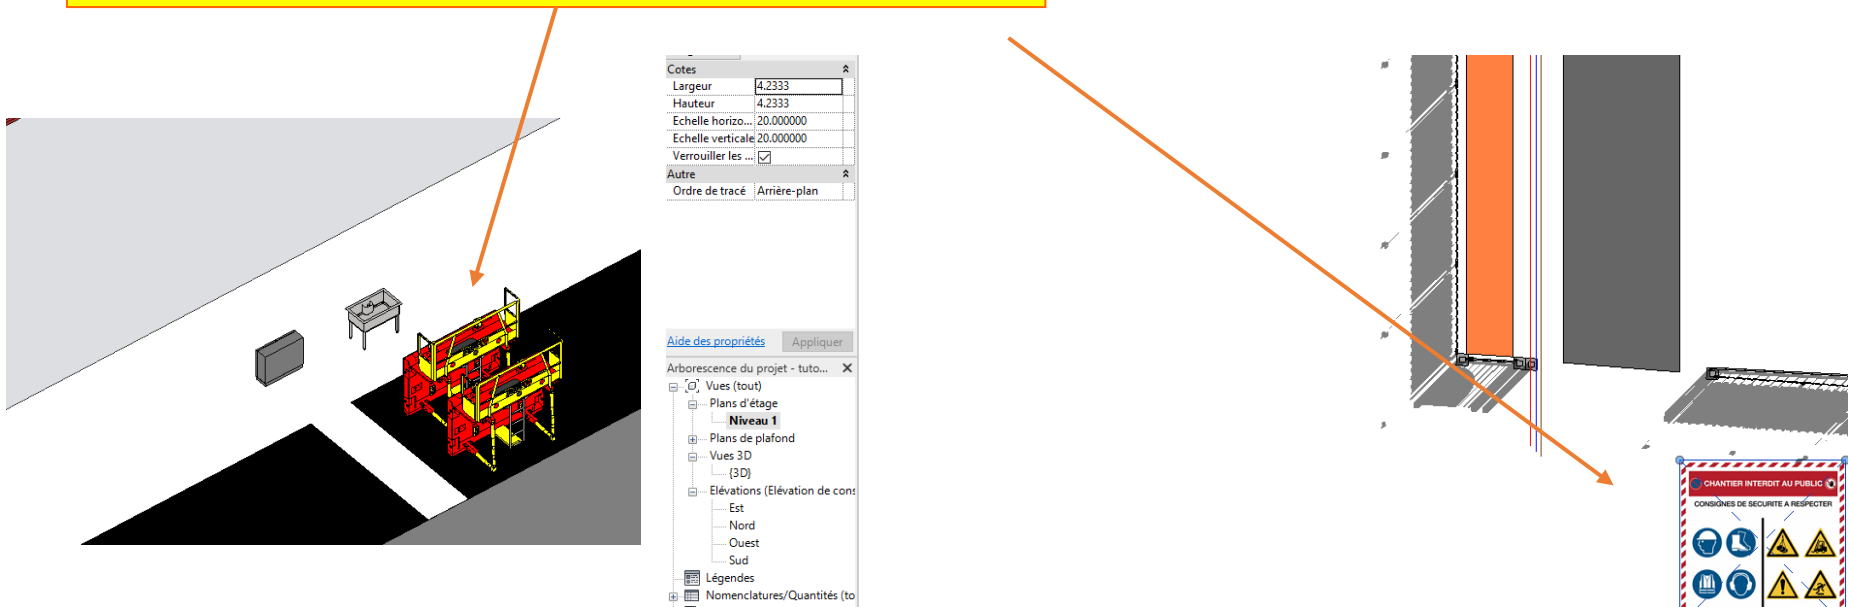 Cotes
Largeur 4.2333
Hauteur 4.2333
Echelle horizo... 20.000000
Echelle verticale 20.000000
Verrouiller les ...
Autre
Ordre de tracé Arrière-plan
Aide des propriétés Appliquer
Arborescence du projet - tuto...
Vues (tout)
Plans d'étage
Niveau 1
Plans de plafond
Vues 3D
{3D}
Elévations (Elévation de cons
Est
Nord
Ouest
Sud
Légendes
Nomenclatures/Quantités (to
CHANTIER INTERDIT AU PUBLIC
CONSIGNES DE SECURITE A RESPECTER